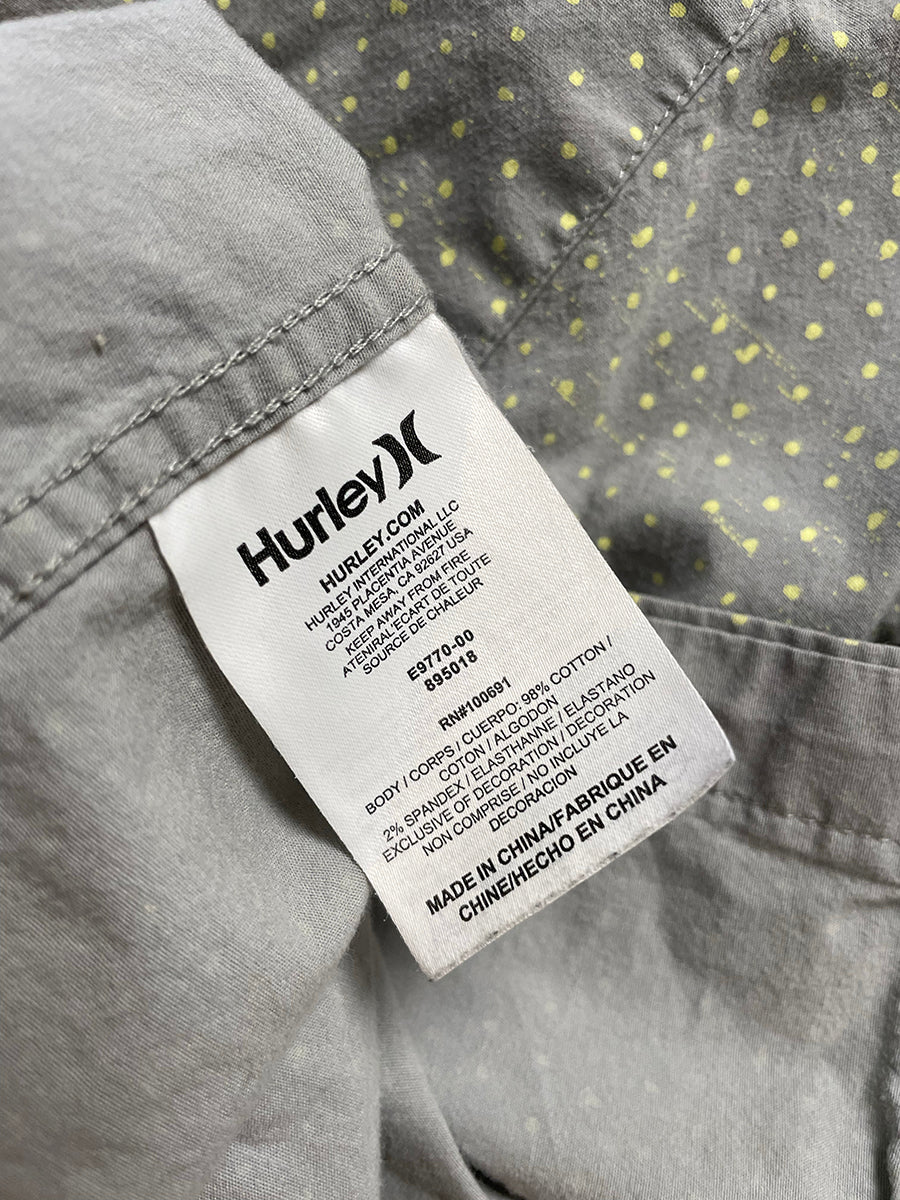 Hurley
HURLEY.COM
HURLEY INTERNATIONAL LLC
1945 PLACENTIA AVENUE
COSTA MESA, CA 92627 USA
KEEP AWAY FROM FIRE
ATENIRAL'ECART DE TOUTE
SOURCE DE CHALEUR
E9770-00
895018
RN#100691
BODY / CORPS / CUERPO: 98% COTTON /
COTON / ALGODON
2% SPANDEX / ELASTHANNE / ELASTANO
EXCLUSIVE OF DECORATION / DECORATION
NON COMPRISE / NO INCLUYE LA
DECORACION
MADE IN CHINA/FABRIQUE EN
CHINE/HECHO EN CHINA